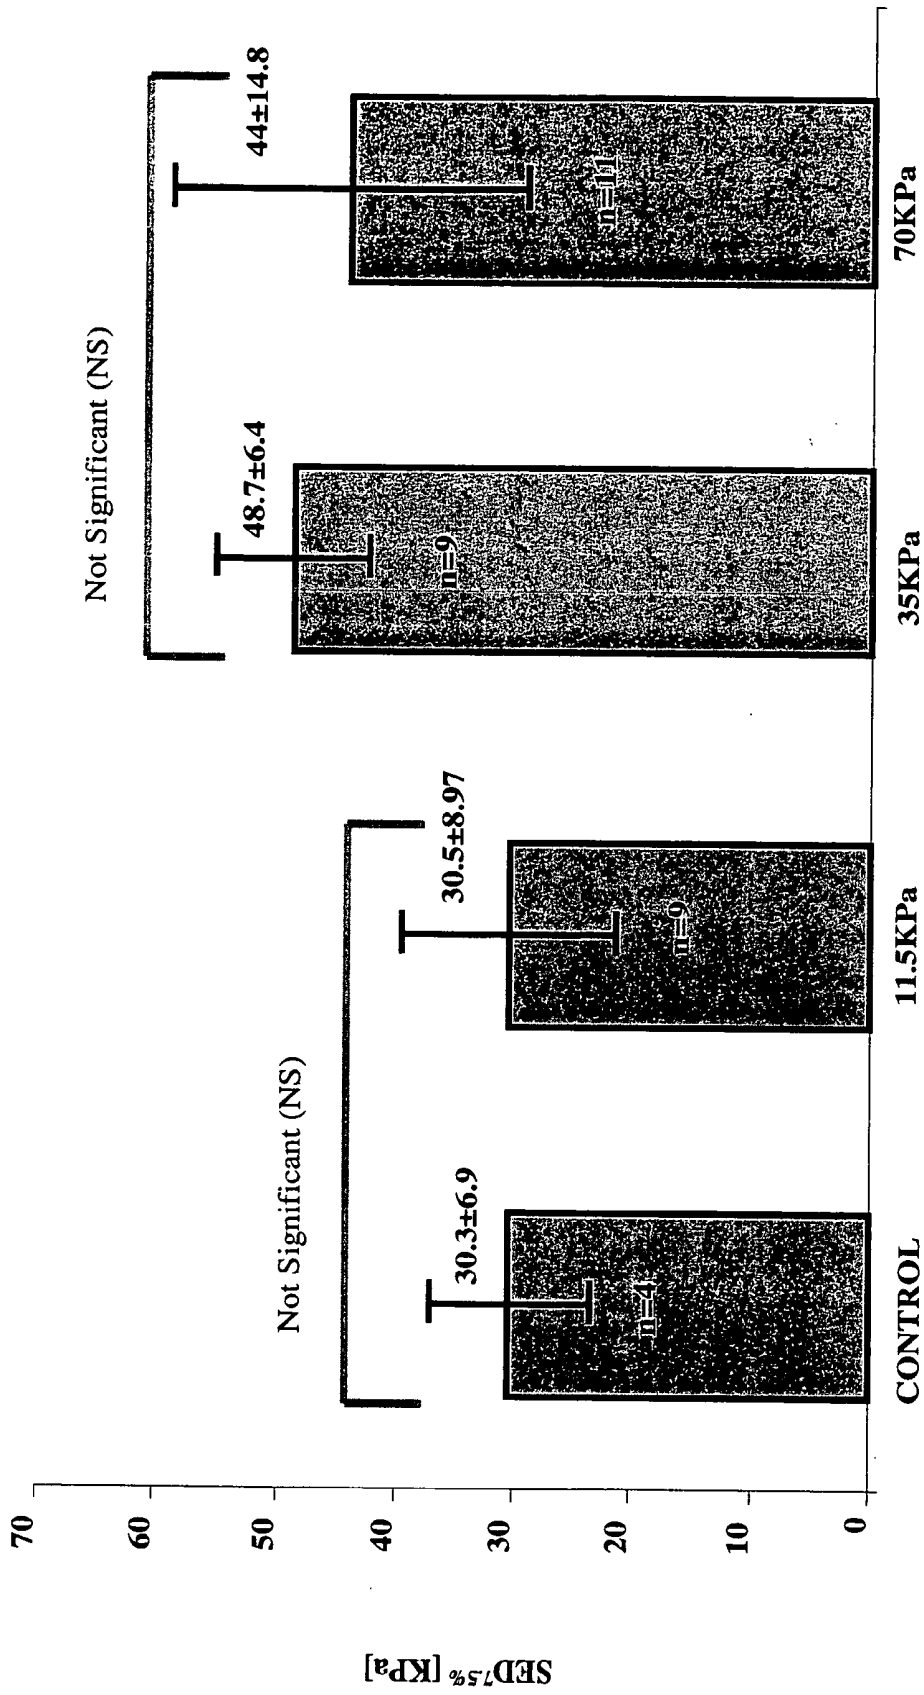 Not Significant (NS)
44±14.8
48.7±6.4
Not Significant (NS)
30.5±8.97
30.3±6.9
n=4
n=9
n=9
n=11
70
60
50
40
30
20
10
0
SED7.5% [KPa]
CONTROL
11.5KPa
35KPa
70KPa